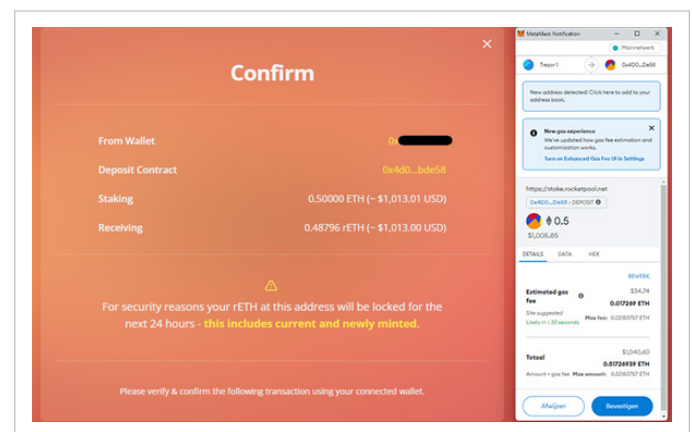 Confirm
From Wallet 0x
Deposit Contract 0x4d0...bde58
Staking 0.50000 ETH (~ $1,013.01 USD)
Receiving 0.48796 rETH (~ $1,013.00 USD)
For security reasons your rETH at this address will be locked for the
next 24 hours - this includes current and newly minted.
Please verify & confirm the following transaction using your connected wallet.
MetaMask Notification
Mainnetwerk
Trezor 1
0x4D0...De58
New address detected! Click here to add to your
address book.
New gas experience
We've updated how gas fee estimation and
customization works.
Turn on Enhanced Gas Fee UI in Settings
https://stake.rocketpool.net
0x4D0...De58 : DEPOSIT
0.5
$1,005.86
DETAILS DATA HEX
BEWERK
Estimated gas
fee
$34.74
0.017269 ETH
Site suggested
Likely in < 30 seconds
Max fee:
Totaal
$1,040.60
0.51726939 ETH
Amount + gas fee Max amount:
Afwijzen Bevestigen